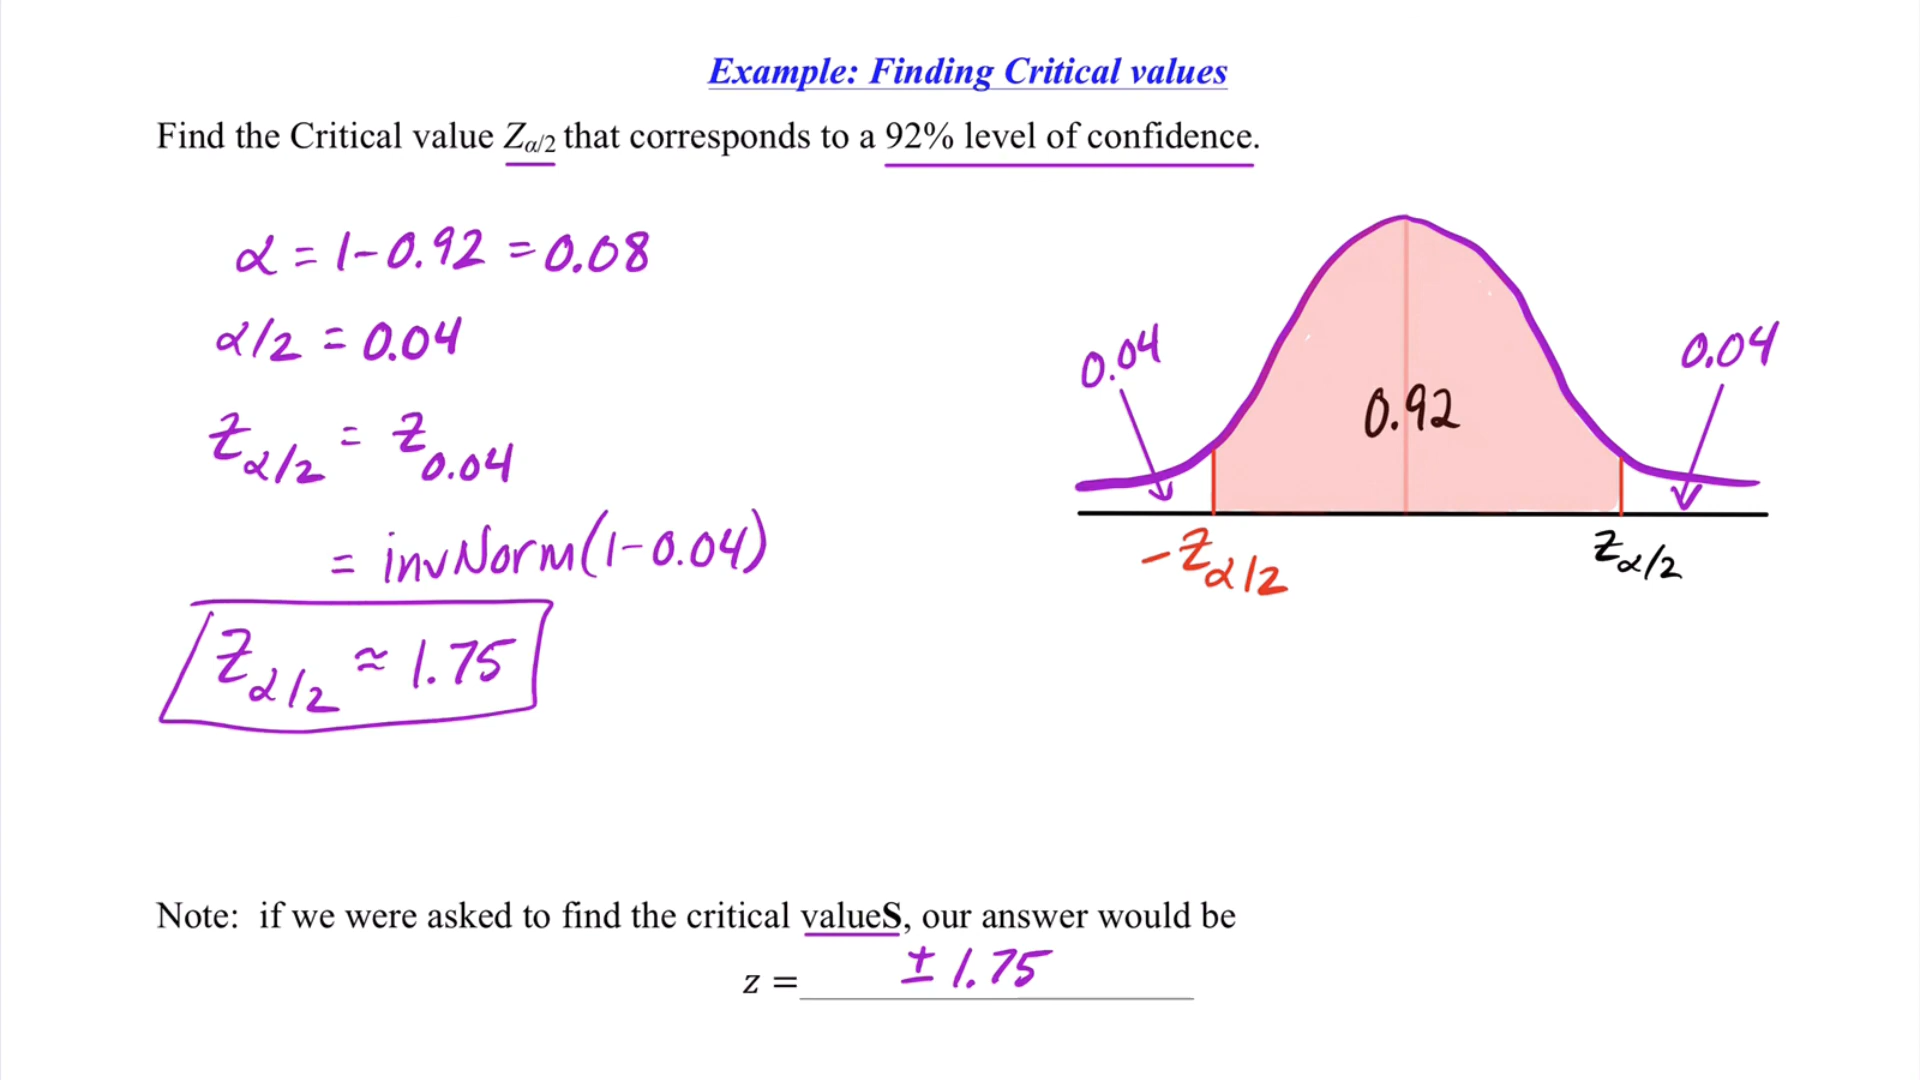 Example: Finding Critical values
Find the Critical value Zα/2 that corresponds to a 92% level of confidence.
α = 1-0.92 = 0.08
α/2 = 0.04
Zα/2 = Z0.04
= invNorm(1-0.04)
Zα/2 ≈ 1.75
0.04
0.04
0.92
-Zα/2
Zα/2
Note: if we were asked to find the critical valueS, our answer would be
z = ± 1.75